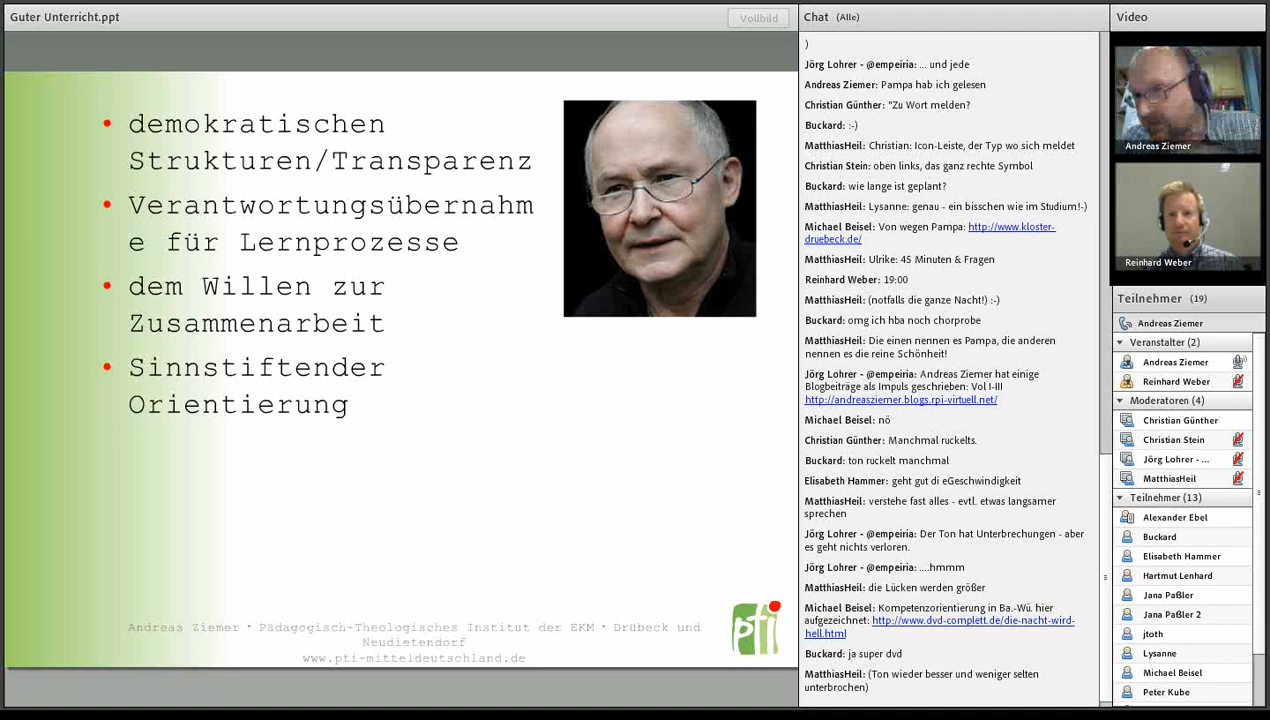 Guter Unterricht.ppt
Vollbild
• demokratischen
Strukturen/Transparenz
• Verantwortungsübernahm
e für Lernprozesse
• dem Willen zur
Zusammenarbeit
• Sinnstiftender
Orientierung
Andreas Ziemer • Pädagogisch-Theologisches Institut der EKM • Drübeck und
Neudietendorf
www.pti-mitteldeutschland.de
pti
Chat (Alle)
)
Jörg Lohrer - @empeiria: ... und jede
Andreas Ziemer: Pampa hab ich gelesen
Christian Günther: "Zu Wort melden?
Buckard: :-)
MatthiasHeil: Christian: Icon-Leiste, der Typ wo sich meldet
Christian Stein: oben links, das ganz rechte Symbol
Buckard: wie lange ist geplant?
MatthiasHeil: Lysanne: genau - ein bisschen wie im Studium!-)
Michael Beisel: Von wegen Pampa: http://www.kloster-
druebeck.de/
MatthiasHeil: Ulrike: 45 Minuten & Fragen
Reinhard Weber: 19:00
MatthiasHeil: (notfalls die ganze Nacht!) :-)
Buckard: omg ich hba noch chorprobe
MatthiasHeil: Die einen nennen es Pampa, die anderen
nennen es die reine Schönheit!
Jörg Lohrer - @empeiria: Andreas Ziemer hat einige
Blogbeiträge als Impuls geschrieben: Vol I-III
http://andreasziemer.blogs.rpi-virtuell.net/
Michael Beisel: nö
Christian Günther: Manchmal ruckelts.
Buckard: ton ruckelt manchmal
Elisabeth Hammer: geht gut di eGeschwindigkeit
MatthiasHeil: verstehe fast alles - evtl. etwas langsamer
sprechen
Jörg Lohrer - @empeiria: Der Ton hat Unterbrechungen - aber
es geht nichts verloren.
Jörg Lohrer - @empeiria: ....hmmm
MatthiasHeil: die Lücken werden größer
Michael Beisel: Kompetenzorientierung in Ba.-Wü. hier
aufgezeichnet: http://www.dvd-complett.de/die-nacht-wird-
hell.html
Buckard: ja super dvd
MatthiasHeil: (Ton wieder besser und weniger selten
unterbrochen)
Video
Andreas Ziemer
Reinhard Weber
Teilnehmer (19)
Andreas Ziemer
Veranstalter (2)
Andreas Ziemer
Reinhard Weber
Moderatoren (4)
Christian Günther
Christian Stein
Jörg Lohrer - ...
MatthiasHeil
Teilnehmer (13)
Alexander Ebel
Buckard
Elisabeth Hammer
Hartmut Lenhard
Jana Paßler
Jana Paßler 2
jtoth
Lysanne
Michael Beisel
Peter Kube